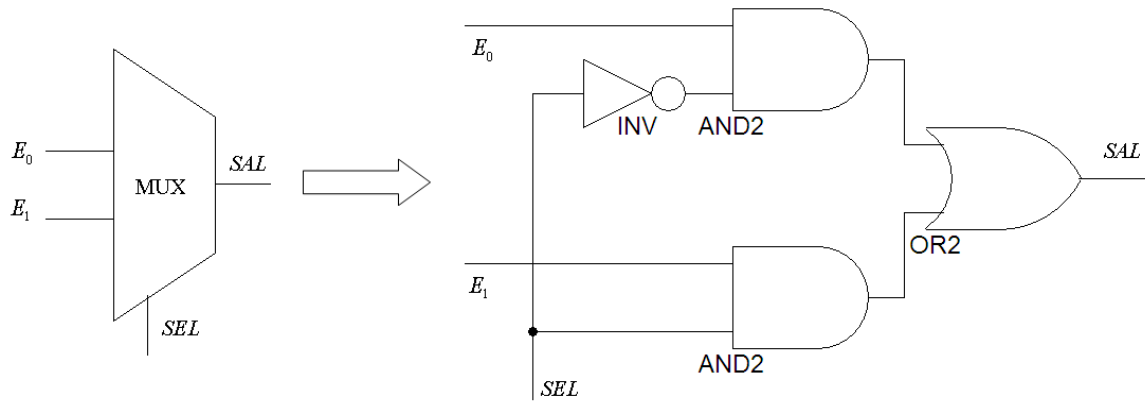 E₀
E₁
MUX
SAL
SEL
E₀
INV
AND2
E₁
AND2
SEL
OR2
SAL